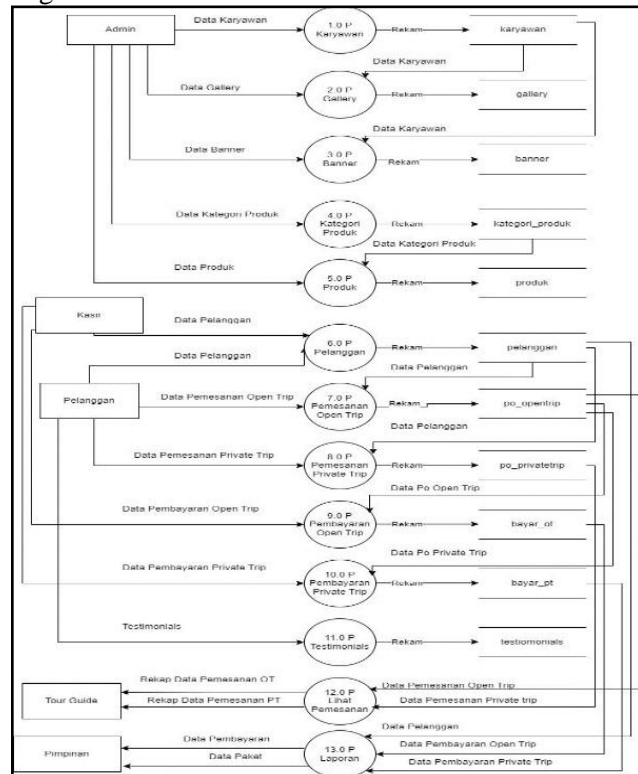 Admin
Data Karyawan
1.0 P
Karyawan
Rekam
karyawan
Data Karyawan
Data Gallery
2.0 P
Gallery
Rekam
gallery
Data Karyawan
Data Banner
3.0 P
Banner
Rekam
banner
Data Kategori Produk
4.0 P
Kategori
Produk
Rekam
kategori_produk
Data Kategori Produk
Data Produk
5.0 P
Produk
Rekam
produk
Kasir
Data Pelanggan
Data Pelanggan
6.0 P
Pelanggan
Rekam
pelanggan
Data Pelanggan
Pelanggan
Data Pemesanan Open Trip
7.0 P
Pemesanan
Open Trip
Rekam
po_opentrip
Data Pelanggan
Data Pemesanan Private Trip
8.0 P
Pemesanan
Private Trip
Rekam
po_privatetrip
Data Po Open Trip
Data Pembayaran Open Trip
9.0 P
Pembayaran
Open Trip
Rekam
bayar_ot
Data Po Private Trip
Data Pembayaran Private Trip
10.0 P
Pembayaran
Private Trip
Rekam
bayar_pt
Testimonials
11.0 P
Testimonials
Rekam
testiomonials
Tour Guide
Rekap Data Pemesanan OT
Rekap Data Pemesanan PT
12.0 P
Lihat
Pemesanan
Data Pemesanan Open Trip
Data Pemesanan Private trip
Data Pelanggan
Pimpinan
Data Pembayaran
Data Paket
13.0 P
Laporan
Data Pembayaran Open Trip
Data Pembayaran Private Trip